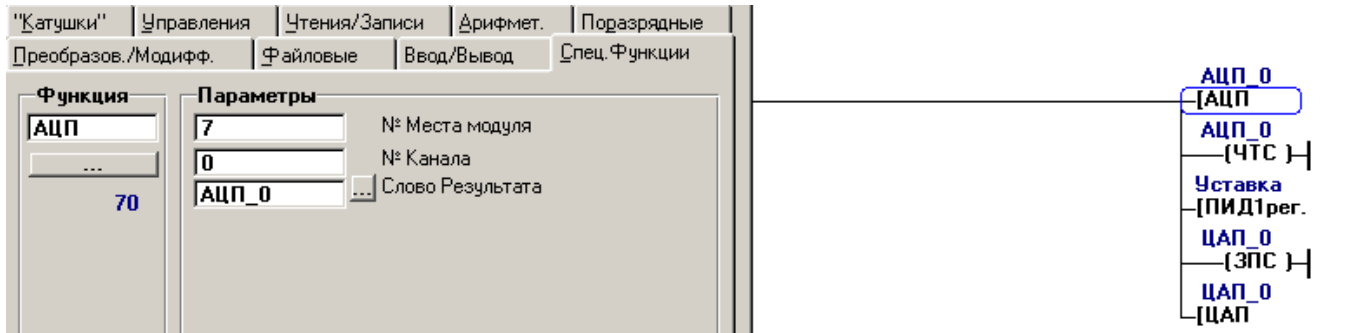 "Катушки" Управления Чтения/Записи Арифмет. Поразрядные
Преобразов./Модифф. Файловые Ввод/Вывод Спец.Функции
Функция
АЦП
...
70
Параметры
7 № Места модуля
0 № Канала
АЦП_0 ... Слово Результата
АЦП_0
[АЦП
АЦП_0
(ЧТС )
Уставка
[ПИД1рег.
ЦАП_0
(ЗПС )
ЦАП_0
[ЦАП